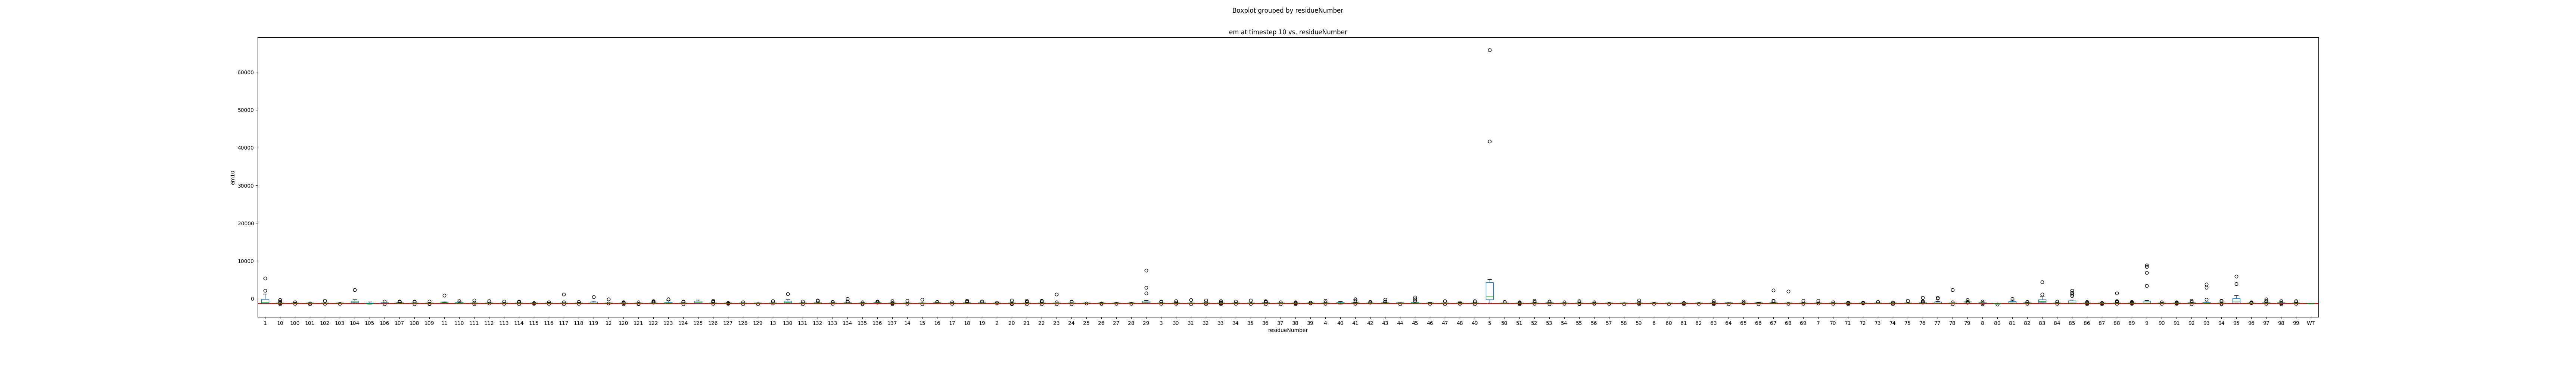 Boxplot grouped by residueNumber
em at timestep 10 vs. residueNumber
60000
50000
40000
30000
20000
10000
0
em10
1 10 100 101 102 103 104 105 106 107 108 109 11 110 111 112 113 114 115 116 117 118 119 12 120 121 122 123 124 125 126 127 128 129 13 130 131 132 133 134 135 136 137 14 15 16 17 18 19 2 20 21 22 23 24 25 26 27 28 29 3 30 31 32 33 34 35 36 37 38 39 4 40 41 42 43 44 45 46 47 48 49 5 50 51 52 53 54 55 56 57 58 59 6 60 61 62 63 64 65 66 67 68 69 7 70 71 72 73 74 75 76 77 78 79 8 80 81 82 83 84 85 86 87 88 89 9 90 91 92 93 94 95 96 97 98 99 WT
residueNumber